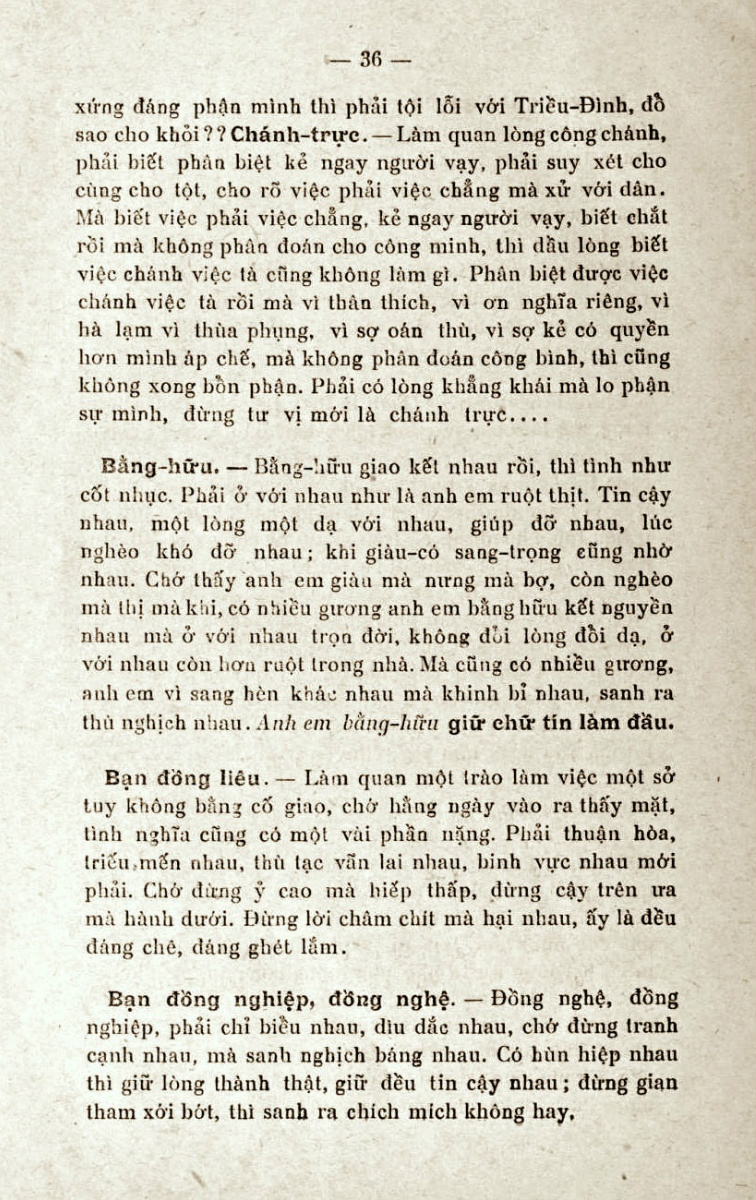 — 36 —
xứng đáng phận mình thì phải tội lỗi với Triều-Đình, đồ
sao cho khỏi?? Chánh-trực. — Làm quan lòng công chánh,
phải biết phân biệt kẻ ngay người vạy, phải suy xét cho
cùng cho tột, cho rõ việc phải việc chẳng mà xử với dân.
Mà biết việc phải việc chẳng, kẻ ngay người vạy, biết chắt
rồi mà không phân đoán cho công minh, thì dầu lòng biết
việc chánh việc tà cũng không làm gì. Phân biệt được việc
chánh việc tà rồi mà vì thân thích, vì ơn nghĩa riêng, vì
hà lạm vì thùa phụng, vì sợ oán thù, vì sợ kẻ có quyền
hơn mình áp chế, mà không phân đoán công bình, thì cũng
không xong bổn phận. Phải có lòng khẳng khái mà lo phận
sự mình, đừng tư vị mới là chánh trực....
Bằng-hữu. — Bằng-hữu giao kết nhau rồi, thì tình như
cốt nhục. Phải ở với nhau như là anh em ruột thịt. Tin cậy
nhau, một lòng một dạ với nhau, giúp đỡ nhau, lúc
nghèo khó đỡ nhau; khi giàu-có sang-trọng cũng nhờ
nhau. Chớ thấy anh em giàu mà nưng mà bợ, còn nghèo
mà thị mà khi, có nhiều gương anh em bằng hữu kết nguyền
nhau mà ở với nhau trọn đời, không đổi lòng đổi dạ, ở
với nhau còn hơn ruột trong nhà. Mà cũng có nhiều gương,
anh em vì sang hèn khác nhau mà khinh bỉ nhau, sanh ra
thù nghịch nhau. Anh em bằng-hữu giữ chữ tín làm đầu.
Bạn đồng liêu. — Làm quan một trào làm việc một sở
tuy không bằng cố giao, chớ hằng ngày vào ra thấy mặt,
tình nghĩa cũng có một vài phần nặng. Phải thuận hòa,
triếu mến nhau, thù tạc vãn lai nhau, binh vực nhau mới
phải. Chớ đừng ỷ cao mà hiếp thấp, đừng cậy trên ưa
mà hành dưới. Đừng lời châm chít mà hại nhau, ấy là đều
đáng chê, đáng ghét lắm.
Bạn đồng nghiệp, đồng nghệ. — Đồng nghệ, đồng
nghiệp, phải chỉ biểu nhau, dìu dắc nhau, chớ đừng tranh
cạnh nhau, mà sanh nghịch báng nhau. Có hùn hiệp nhau
thì giữ lòng thành thật, giữ đều tin cậy nhau; đừng gian
tham xới bớt, thì sanh ra chích mích không hay.